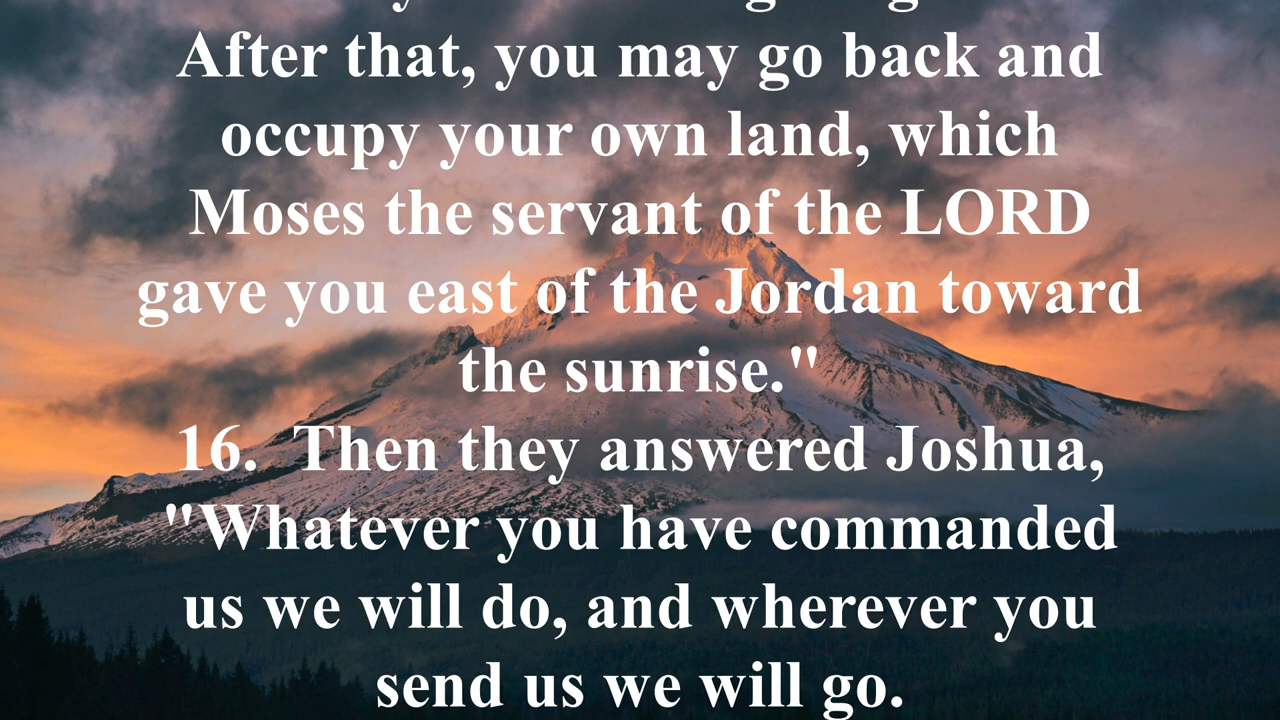 After that, you may go back and
occupy your own land, which
Moses the servant of the LORD
gave you east of the Jordan toward
the sunrise."
16.  Then they answered Joshua,
"Whatever you have commanded
us we will do, and wherever you
send us we will go.